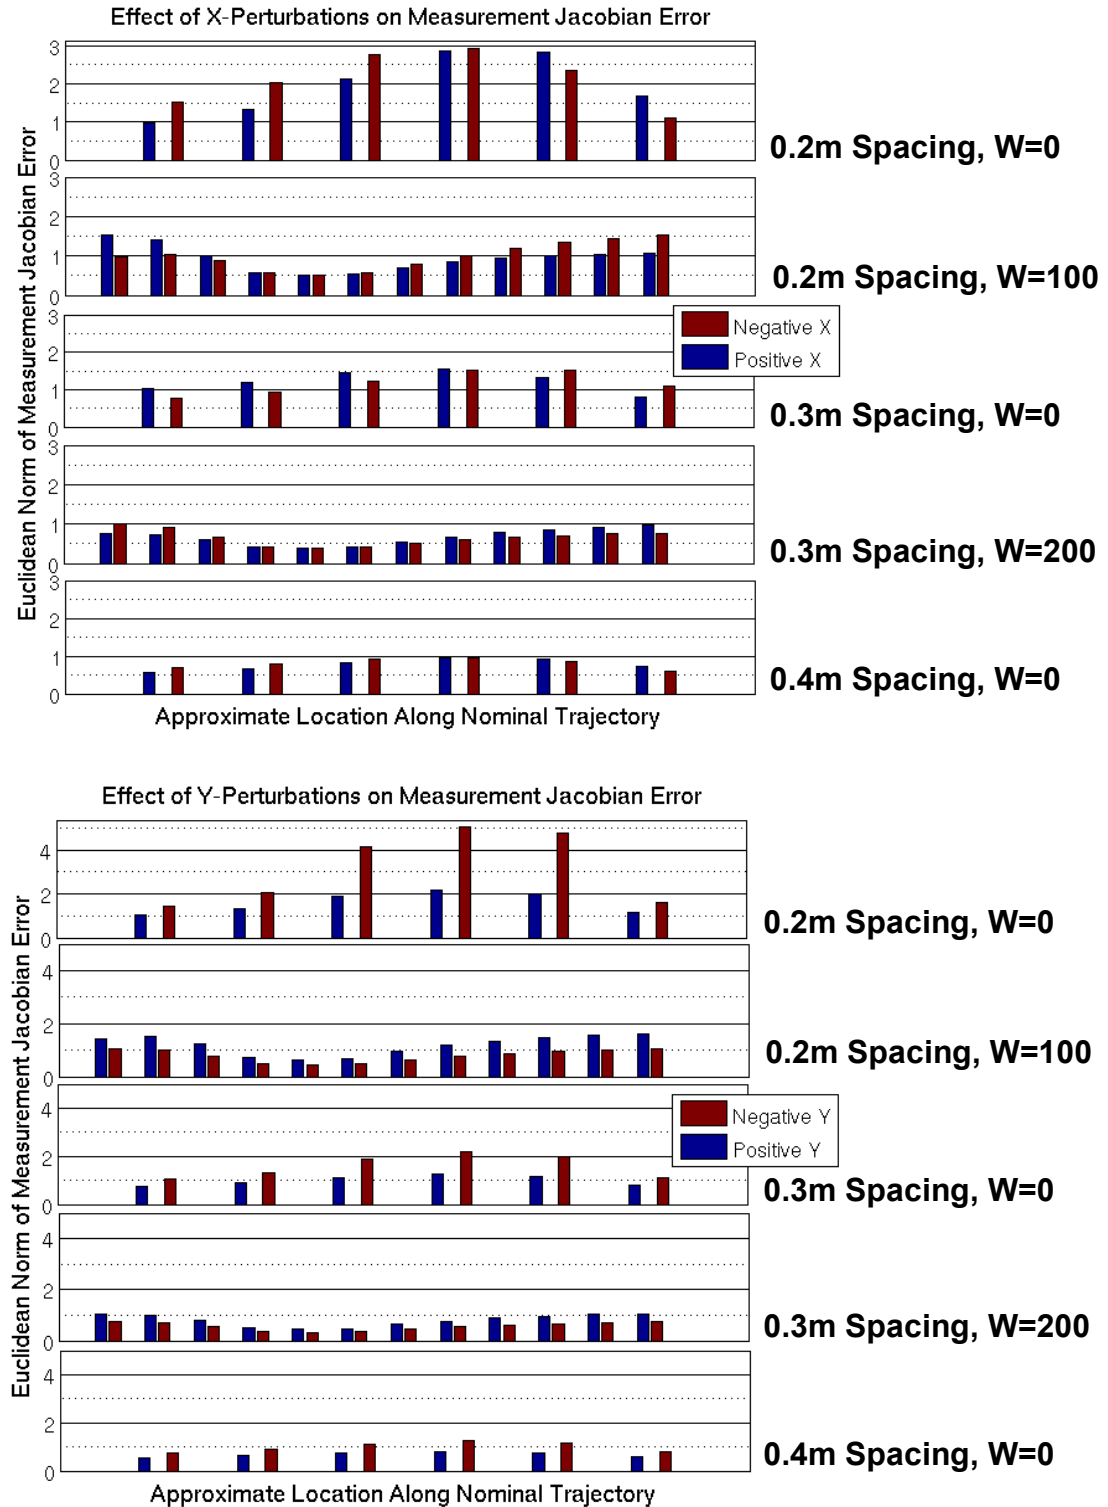 Effect of X-Perturbations on Measurement Jacobian Error
Euclidean Norm of Measurement Jacobian Error
3
2
1
0
0.2m Spacing, W=0
3
2
1
0
0.2m Spacing, W=100
3
2
1
0
Negative X
Positive X
0.3m Spacing, W=0
3
2
1
0
0.3m Spacing, W=200
3
2
1
0
0.4m Spacing, W=0
Approximate Location Along Nominal Trajectory
Effect of Y-Perturbations on Measurement Jacobian Error
Euclidean Norm of Measurement Jacobian Error
4
2
0
0.2m Spacing, W=0
4
2
0
0.2m Spacing, W=100
4
2
0
Negative Y
Positive Y
0.3m Spacing, W=0
4
2
0
0.3m Spacing, W=200
4
2
0
0.4m Spacing, W=0
Approximate Location Along Nominal Trajectory